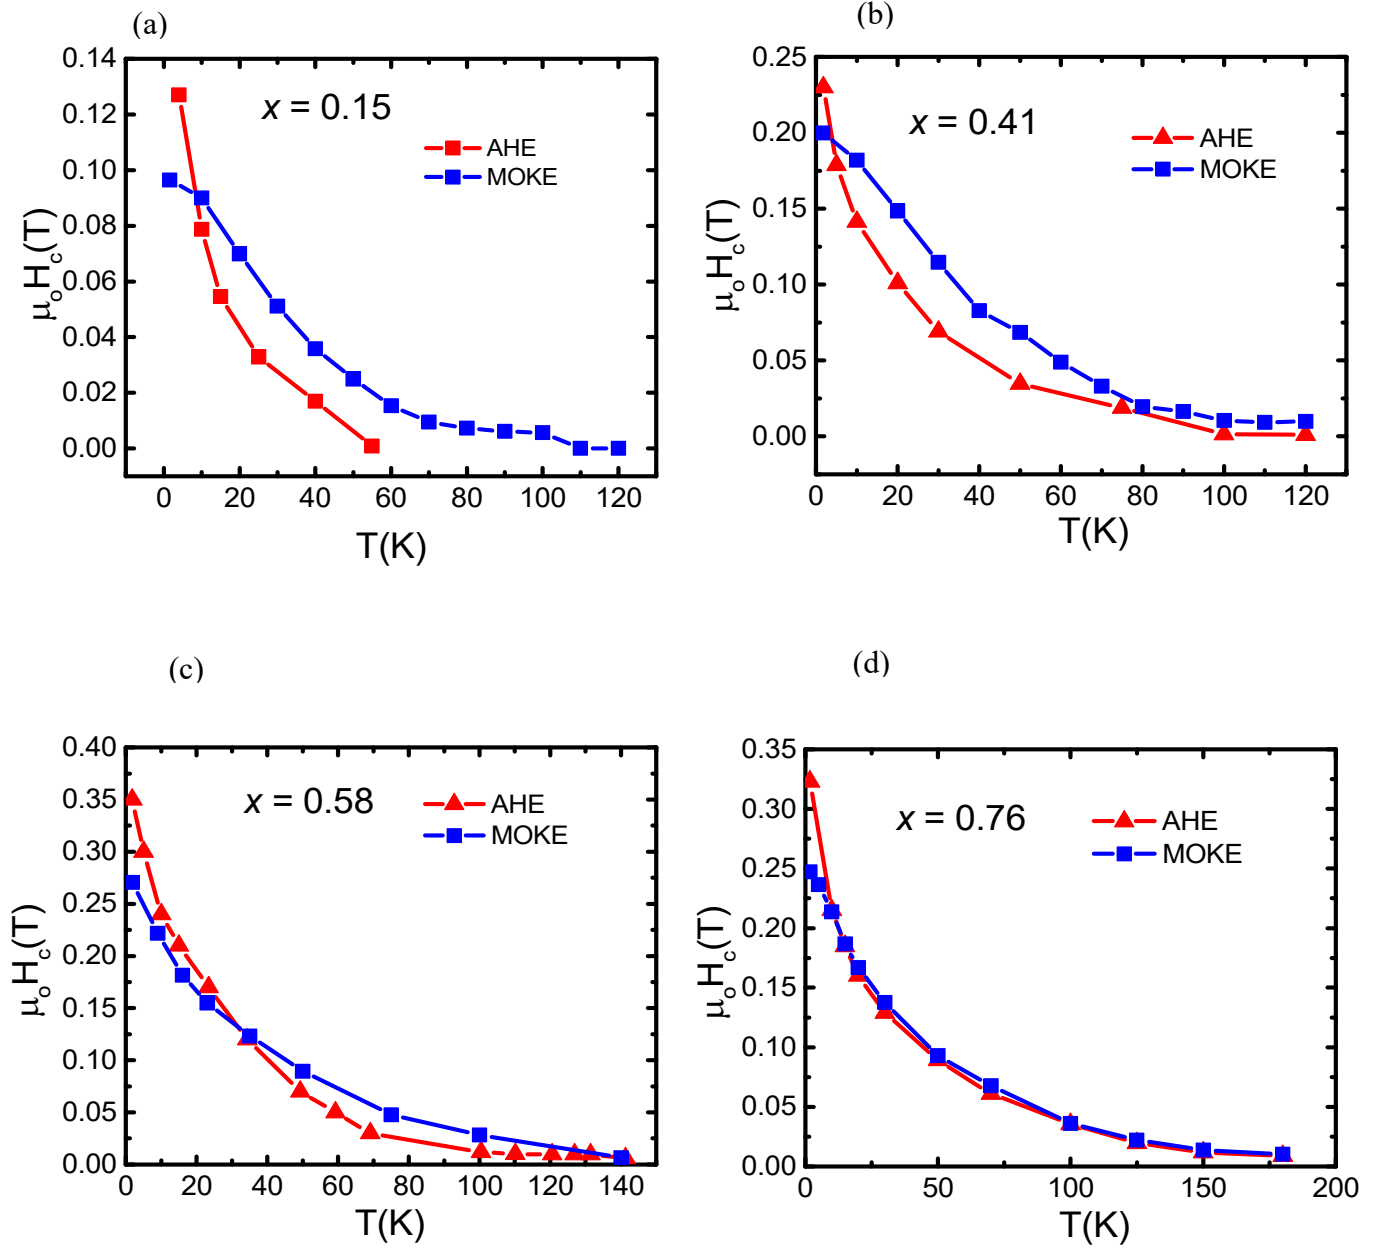 (a)
x = 0.15
AHE
MOKE
0.14
0.12
0.10
0.08
0.06
0.04
0.02
0.00
0 20 40 60 80 100 120
μoHc(T)
T(K)
(b)
x = 0.41
AHE
MOKE
0.25
0.20
0.15
0.10
0.05
0.00
0 20 40 60 80 100 120
μoHc(T)
T(K)
(c)
x = 0.58
AHE
MOKE
0.40
0.35
0.30
0.25
0.20
0.15
0.10
0.05
0.00
0 20 40 60 80 100 120 140
μoHc(T)
T(K)
(d)
x = 0.76
AHE
MOKE
0.35
0.30
0.25
0.20
0.15
0.10
0.05
0.00
0 50 100 150 200
μoHc(T)
T(K)